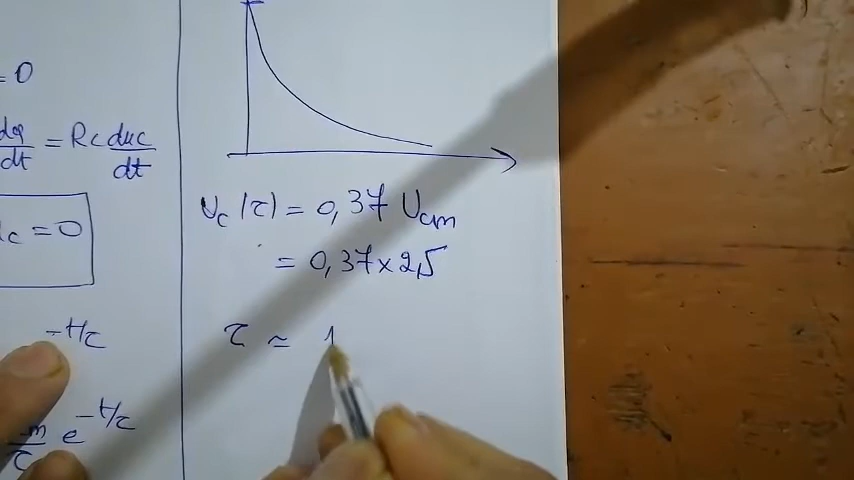 = 0
dq/dt = Rc duc/dt
c = 0
-t/τ
m/τ e^-t/τ
Uc(τ) = 0,37 Ucm
= 0,37 × 2,5
τ ≃ 1